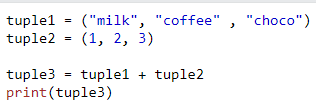 tuple1 = ("milk", "coffee" , "choco")
tuple2 = (1, 2, 3)
tuple3 = tuple1 + tuple2
print(tuple3)